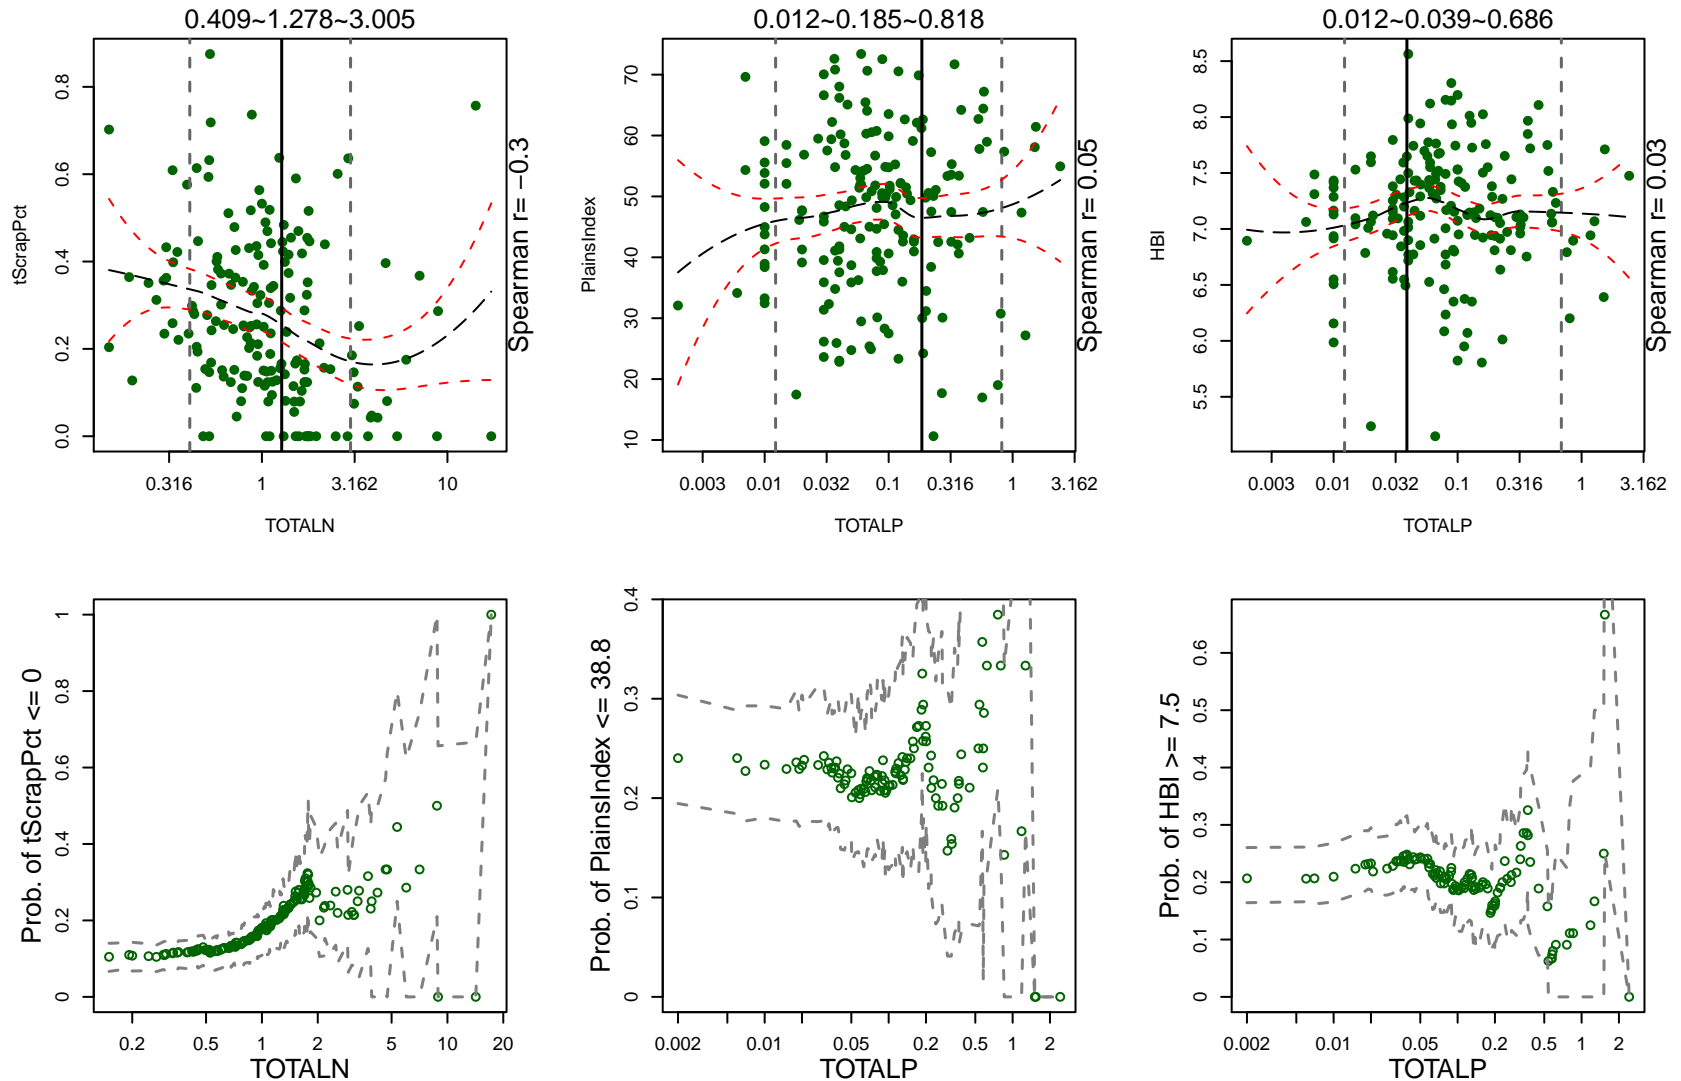 0.409~1.278~3.005
tScrapPct
0.0 0.2 0.4 0.6 0.8
0.316 1 3.162 10
TOTALN
Spearman r= −0.3
0.012~0.185~0.818
PlainsIndex
10 20 30 40 50 60 70
0.003 0.01 0.032 0.1 0.316 1 3.162
TOTALP
Spearman r= 0.05
0.012~0.039~0.686
HBI
5.5 6.0 6.5 7.0 7.5 8.0 8.5
0.003 0.01 0.032 0.1 0.316 1 3.162
TOTALP
Spearman r= 0.03
Prob. of tScrapPct <= 0
0 0.2 0.4 0.6 0.8 1
0.2 0.5 1 2 5 10 20
TOTALN
Prob. of PlainsIndex <= 38.8
0 0.1 0.2 0.3 0.4
0.002 0.01 0.05 0.2 0.5 1 2
TOTALP
Prob. of HBI >= 7.5
0 0.1 0.2 0.3 0.4 0.5 0.6
0.002 0.01 0.05 0.2 0.5 1 2
TOTALP